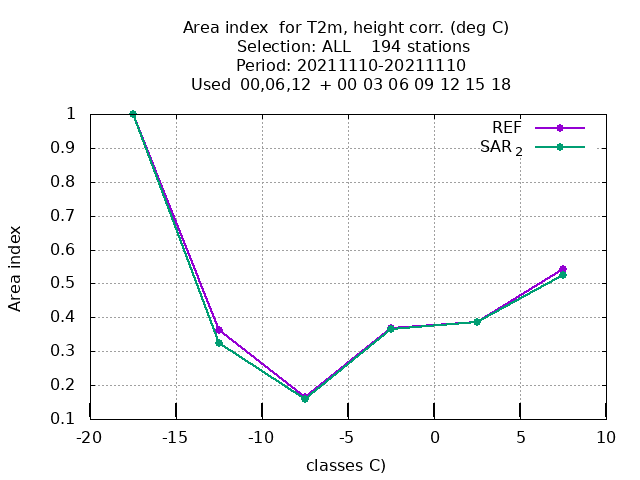 Area index  for T2m, height corr. (deg C)
Selection: ALL    194 stations
Period: 20211110-20211110
Used  00,06,12  + 00 03 06 09 12 15 18
REF
SAR 2
1
0.9
0.8
0.7
0.6
0.5
0.4
0.3
0.2
0.1
Area index
-20 -15 -10 -5 0 5 10
classes C)